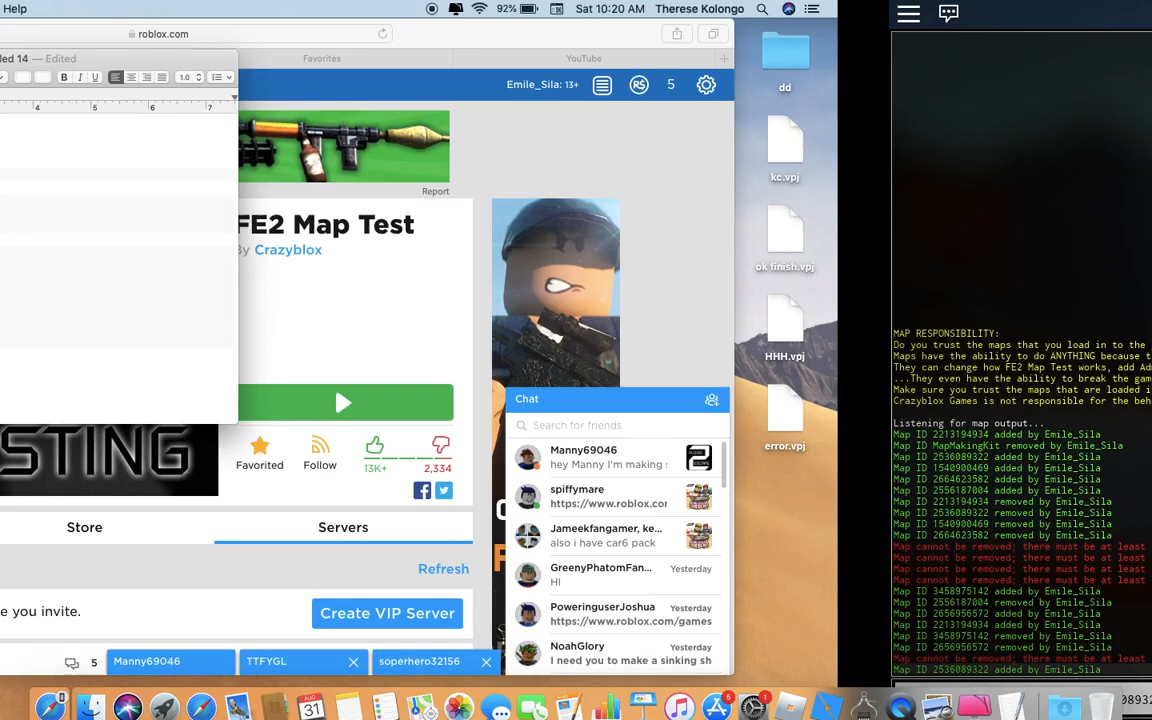 Help
92%
Sat 10:20 AM
Therese Kolongo
led 14 — Edited
roblox.com
Favorites
YouTube
B I U
1.0
4 5 6 7
Emile_Sila: 13+
5
Report
FE2 Map Test
By Crazyblox
STING
Favorited
Follow
13K+
2,334
Store
Servers
Refresh
e you invite.
Create VIP Server
5
Manny69046
TTFYGL
soperhero32156
Chat
Search for friends
Manny69046
hey Manny I'm making :
spiffymare
https://www.roblox.cor
Jameekfangamer, ke...
also i have car6 pack
GreenyPhatomFan...
Yesterday
HI
PoweringuserJoshua
Yesterday
https://www.roblox.com/games
NoahGlory
Yesterday
I need you to make a sinking sh
dd
kc.vpj
ok finish.vpj
HHH.vpj
error.vpj
MAP RESPONSIBILITY:
Do you trust the maps that you load in to the
Maps have the ability to do ANYTHING because t
They can change how FE2 Map Test works, add Ad
...They even have the ability to break the gam
Make sure you trust the maps that are loaded i
Crazyblox Games is not responsible for the beh
Listening for map output...
Map ID 2213194934 added by Emile_Sila
Map ID MapMakingKit removed by Emile_Sila
Map ID 2536089322 added by Emile_Sila
Map ID 1540900469 added by Emile_Sila
Map ID 2664623582 added by Emile_Sila
Map ID 2556187004 added by Emile_Sila
Map ID 2213194934 removed by Emile_Sila
Map ID 2536089322 removed by Emile_Sila
Map ID 1540900469 removed by Emile_Sila
Map ID 2664623582 removed by Emile_Sila
Map cannot be removed; there must be at least
Map cannot be removed; there must be at least
Map cannot be removed; there must be at least
Map cannot be removed; there must be at least
Map ID 3458975142 added by Emile_Sila
Map ID 2556187004 removed by Emile_Sila
Map ID 2656956572 added by Emile_Sila
Map ID 2213194934 added by Emile_Sila
Map ID 3458975142 removed by Emile_Sila
Map ID 2656956572 removed by Emile_Sila
Map cannot be removed; there must be at least
Map ID 2536089322 added by Emile_Sila
08932
AUG
31
5
1